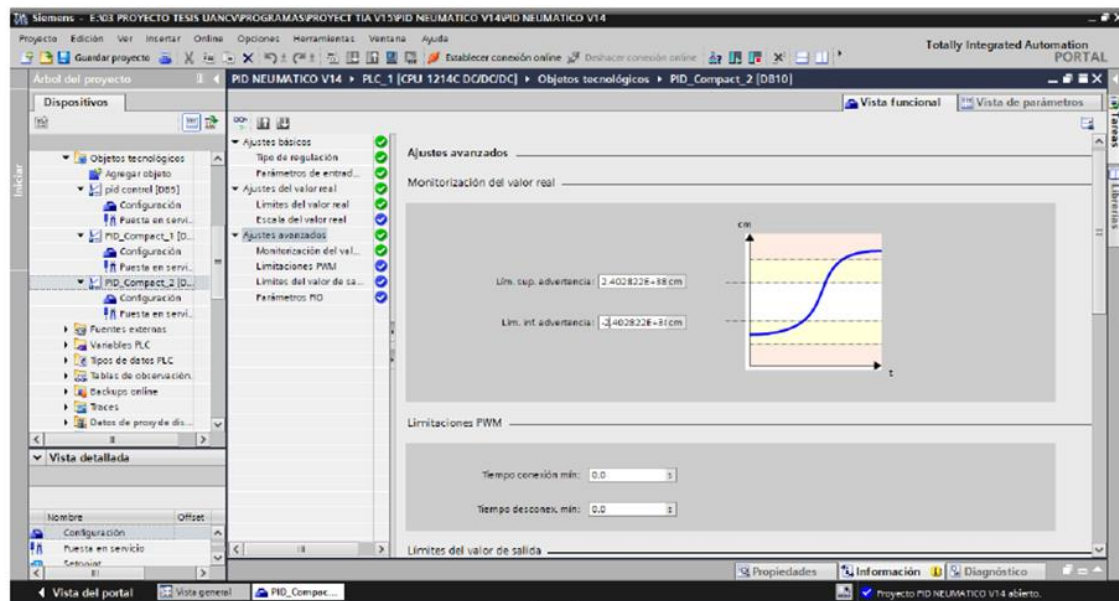 Siemens - E:\03 PROYECTO TESIS UANCV\PROGRAMAS\PROYECT TIA V15\PID NEUMATICO V14\PID NEUMATICO V14
Proyecto Edición Ver Insertar Online Opciones Herramientas Ventana Ayuda
Totally Integrated Automation
PORTAL
Guardar proyecto Establecer conexión online Deshacer conexión online
Árbol del proyecto
PID NEUMATICO V14 ▸ PLC_1 [CPU 1214C DC/DC/DC] ▸ Objetos tecnológicos ▸ PID_Compact_2 [DB10]
Dispositivos
Vista funcional
Vista de parámetros
Iniciar
Objetos tecnológicos
Agregar objeto
pid control [DB5]
Configuración
Puesta en servi...
PID_Compact_1 [D...
Configuración
Puesta en servi...
PID_Compact_2 [D...
Configuración
Puesta en servi...
Fuentes externas
Variables PLC
Tipos de datos PLC
Tablas de observación...
Backups online
Traces
Datos de proxy de dis...
Vista detallada
Nombre Offset
Configuración
Puesta en servicio
Setpoint
Ajustes básicos
Tipo de regulación
Parámetros de entrad...
Ajustes del valor real
Límites del valor real
Escala del valor real
Ajustes avanzados
Monitorización del val...
Limitaciones PWM
Límites del valor de sa...
Parámetros PID
Ajustes avanzados
Monitorización del valor real
cm
Lím. sup. advertencia: 2.402822E+38 cm
Lím. inf. advertencia: -2.402822E+3 cm
t
Limitaciones PWM
Tiempo conexión mín: 0.0 s
Tiempo desconex. mín: 0.0 s
Límites del valor de salida
Tareas
Librerías
Propiedades
Información
Diagnóstico
Vista del portal
Vista general
PID_Compac...
Proyecto PID NEUMATICO V14 abierto.